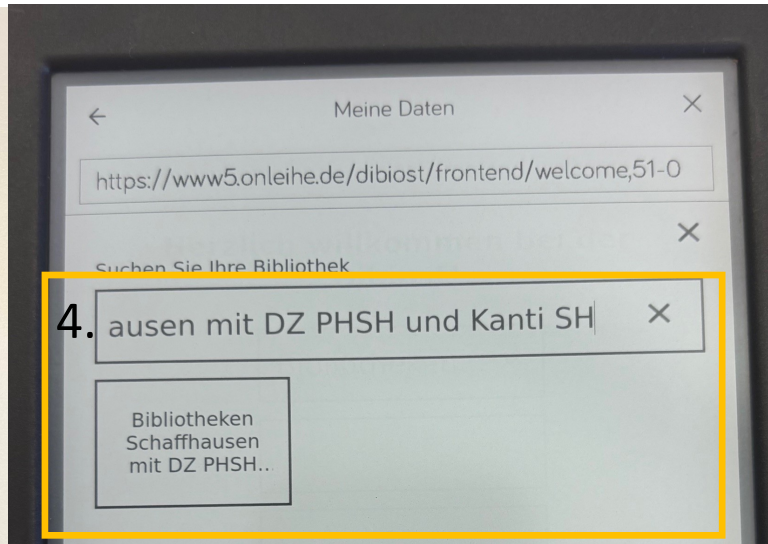 Meine Daten
https://www5.onleihe.de/dibiost/frontend/welcome,51-0
Suchen Sie Ihre Bibliothek
4.
ausen mit DZ PHSH und Kanti SH
Bibliotheken
Schaffhausen
mit DZ PHSH..